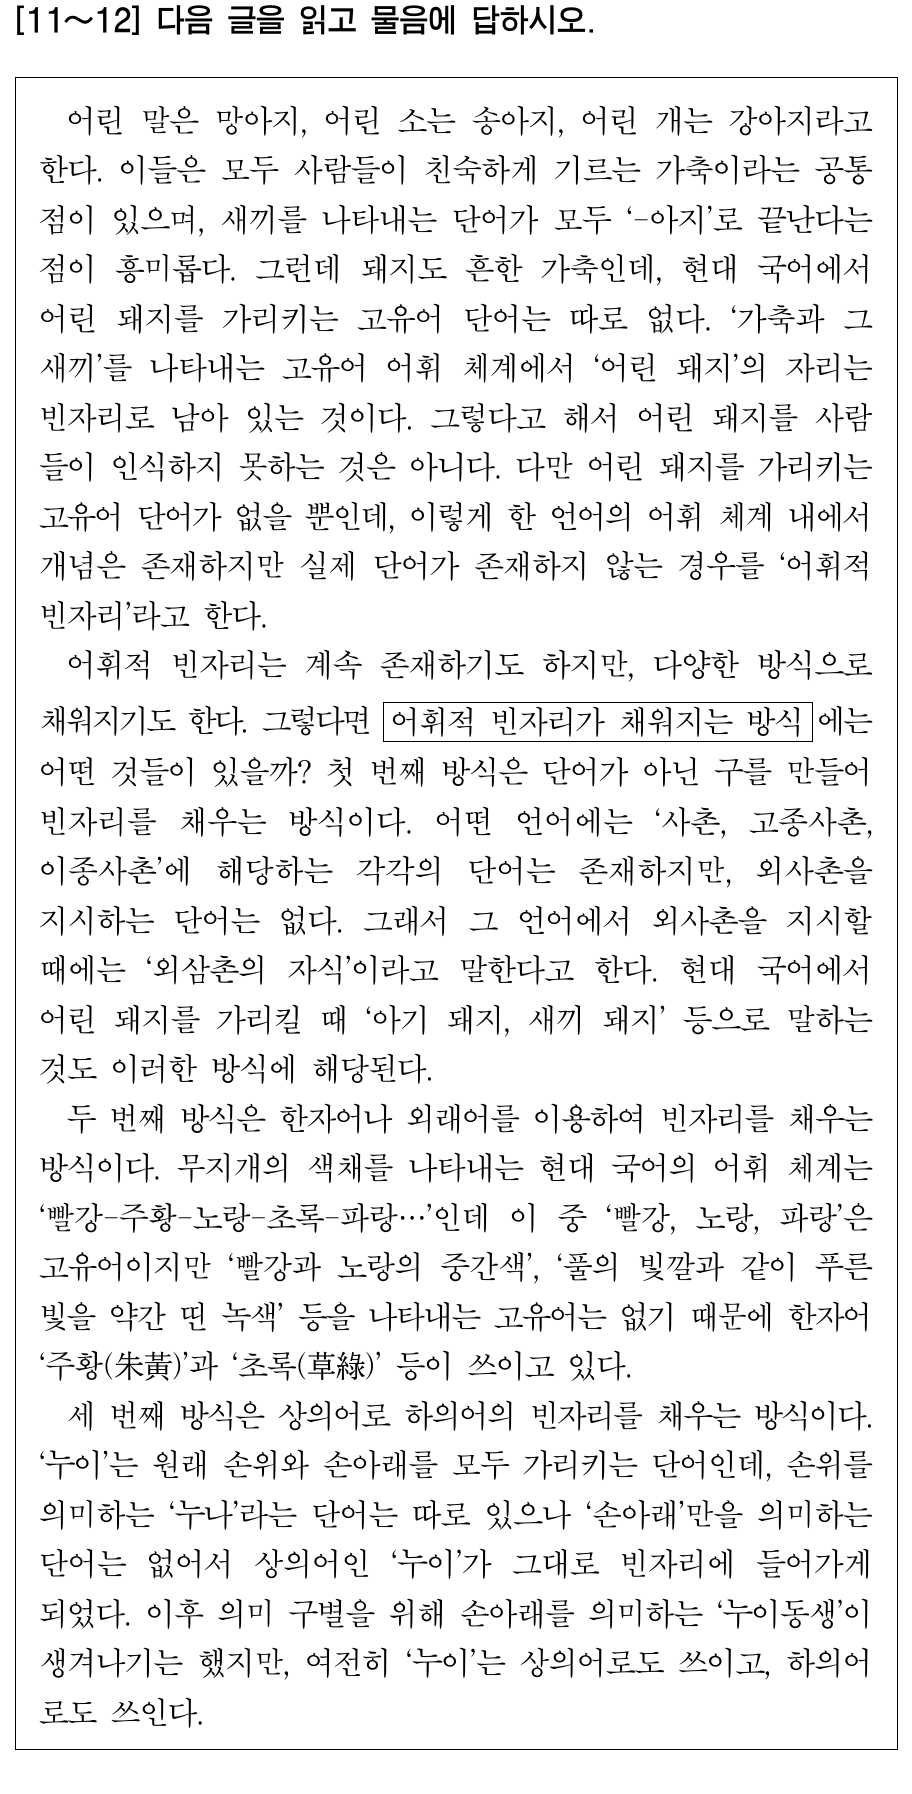 [11～12] 다음 글을 읽고 물음에 답하시오.
어린 말은 망아지, 어린 소는 송아지, 어린 개는 강아지라고
한다. 이들은 모두 사람들이 친숙하게 기르는 가축이라는 공통
점이 있으며, 새끼를 나타내는 단어가 모두 ‘-아지’로 끝난다는
점이 흥미롭다. 그런데 돼지도 흔한 가축인데, 현대 국어에서
어린 돼지를 가리키는 고유어 단어는 따로 없다. ‘가축과 그
새끼’를 나타내는 고유어 어휘 체계에서 ‘어린 돼지’의 자리는
빈자리로 남아 있는 것이다. 그렇다고 해서 어린 돼지를 사람
들이 인식하지 못하는 것은 아니다. 다만 어린 돼지를 가리키는
고유어 단어가 없을 뿐인데, 이렇게 한 언어의 어휘 체계 내에서
개념은 존재하지만 실제 단어가 존재하지 않는 경우를 ‘어휘적
빈자리’라고 한다.
어휘적 빈자리는 계속 존재하기도 하지만, 다양한 방식으로
채워지기도 한다. 그렇다면 어휘적 빈자리가 채워지는 방식에는
어떤 것들이 있을까? 첫 번째 방식은 단어가 아닌 구를 만들어
빈자리를 채우는 방식이다. 어떤 언어에는 ‘사촌, 고종사촌,
이종사촌’에 해당하는 각각의 단어는 존재하지만, 외사촌을
지시하는 단어는 없다. 그래서 그 언어에서 외사촌을 지시할
때에는 ‘외삼촌의 자식’이라고 말한다고 한다. 현대 국어에서
어린 돼지를 가리킬 때 ‘아기 돼지, 새끼 돼지’ 등으로 말하는
것도 이러한 방식에 해당된다.
두 번째 방식은 한자어나 외래어를 이용하여 빈자리를 채우는
방식이다. 무지개의 색채를 나타내는 현대 국어의 어휘 체계는
‘빨강-주황-노랑-초록-파랑…’인데 이 중 ‘빨강, 노랑, 파랑’은
고유어이지만 ‘빨강과 노랑의 중간색’, ‘풀의 빛깔과 같이 푸른
빛을 약간 띤 녹색’ 등을 나타내는 고유어는 없기 때문에 한자어
‘주황(朱黃)’과 ‘초록(草綠)’ 등이 쓰이고 있다.
세 번째 방식은 상의어로 하의어의 빈자리를 채우는 방식이다.
‘누이’는 원래 손위와 손아래를 모두 가리키는 단어인데, 손위를
의미하는 ‘누나’라는 단어는 따로 있으나 ‘손아래’만을 의미하는
단어는 없어서 상의어인 ‘누이’가 그대로 빈자리에 들어가게
되었다. 이후 의미 구별을 위해 손아래를 의미하는 ‘누이동생’이
생겨나기는 했지만, 여전히 ‘누이’는 상의어로도 쓰이고, 하의어
로도 쓰인다.